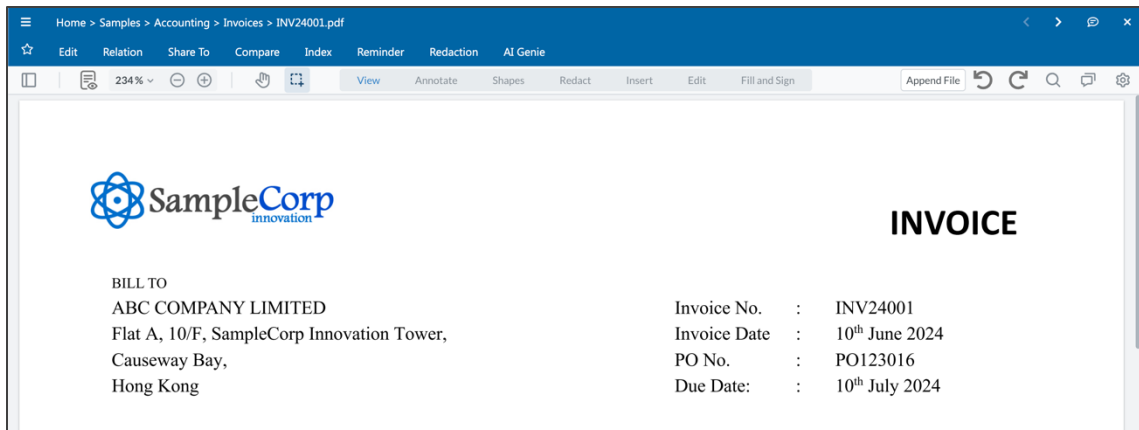 Home > Samples > Accounting > Invoices > INV24001.pdf
Edit Relation Share To Compare Index Reminder Redaction AI Genie
234% View Annotate Shapes Redact Insert Edit Fill and Sign Append File
SampleCorp
innovation
INVOICE
BILL TO
ABC COMPANY LIMITED Invoice No. : INV24001
Flat A, 10/F, SampleCorp Innovation Tower, Invoice Date : 10th June 2024
Causeway Bay, PO No. : PO123016
Hong Kong Due Date: : 10th July 2024